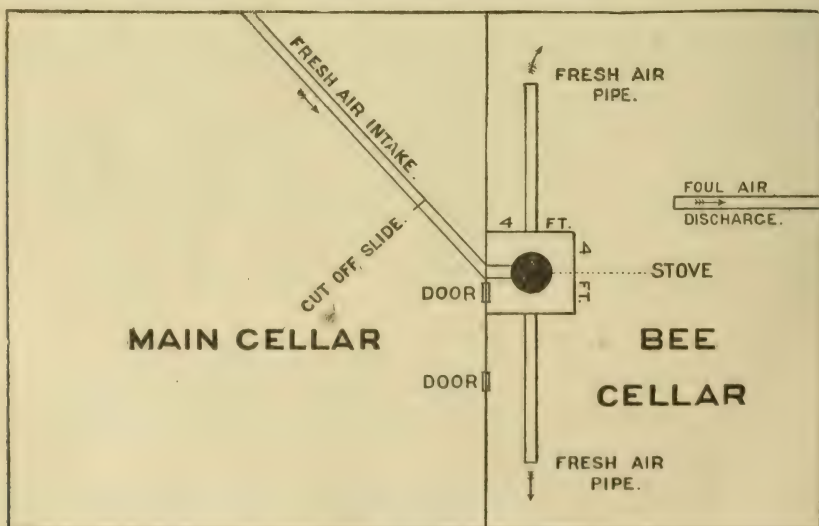 FRESH AIR INTAKE.
CUT OFF SLIDE.
MAIN CELLAR
DOOR
DOOR
FRESH AIR
PIPE.
FOUL AIR
DISCHARGE.
4 FT.
4 FT.
STOVE
BEE
CELLAR
FRESH AIR
PIPE.